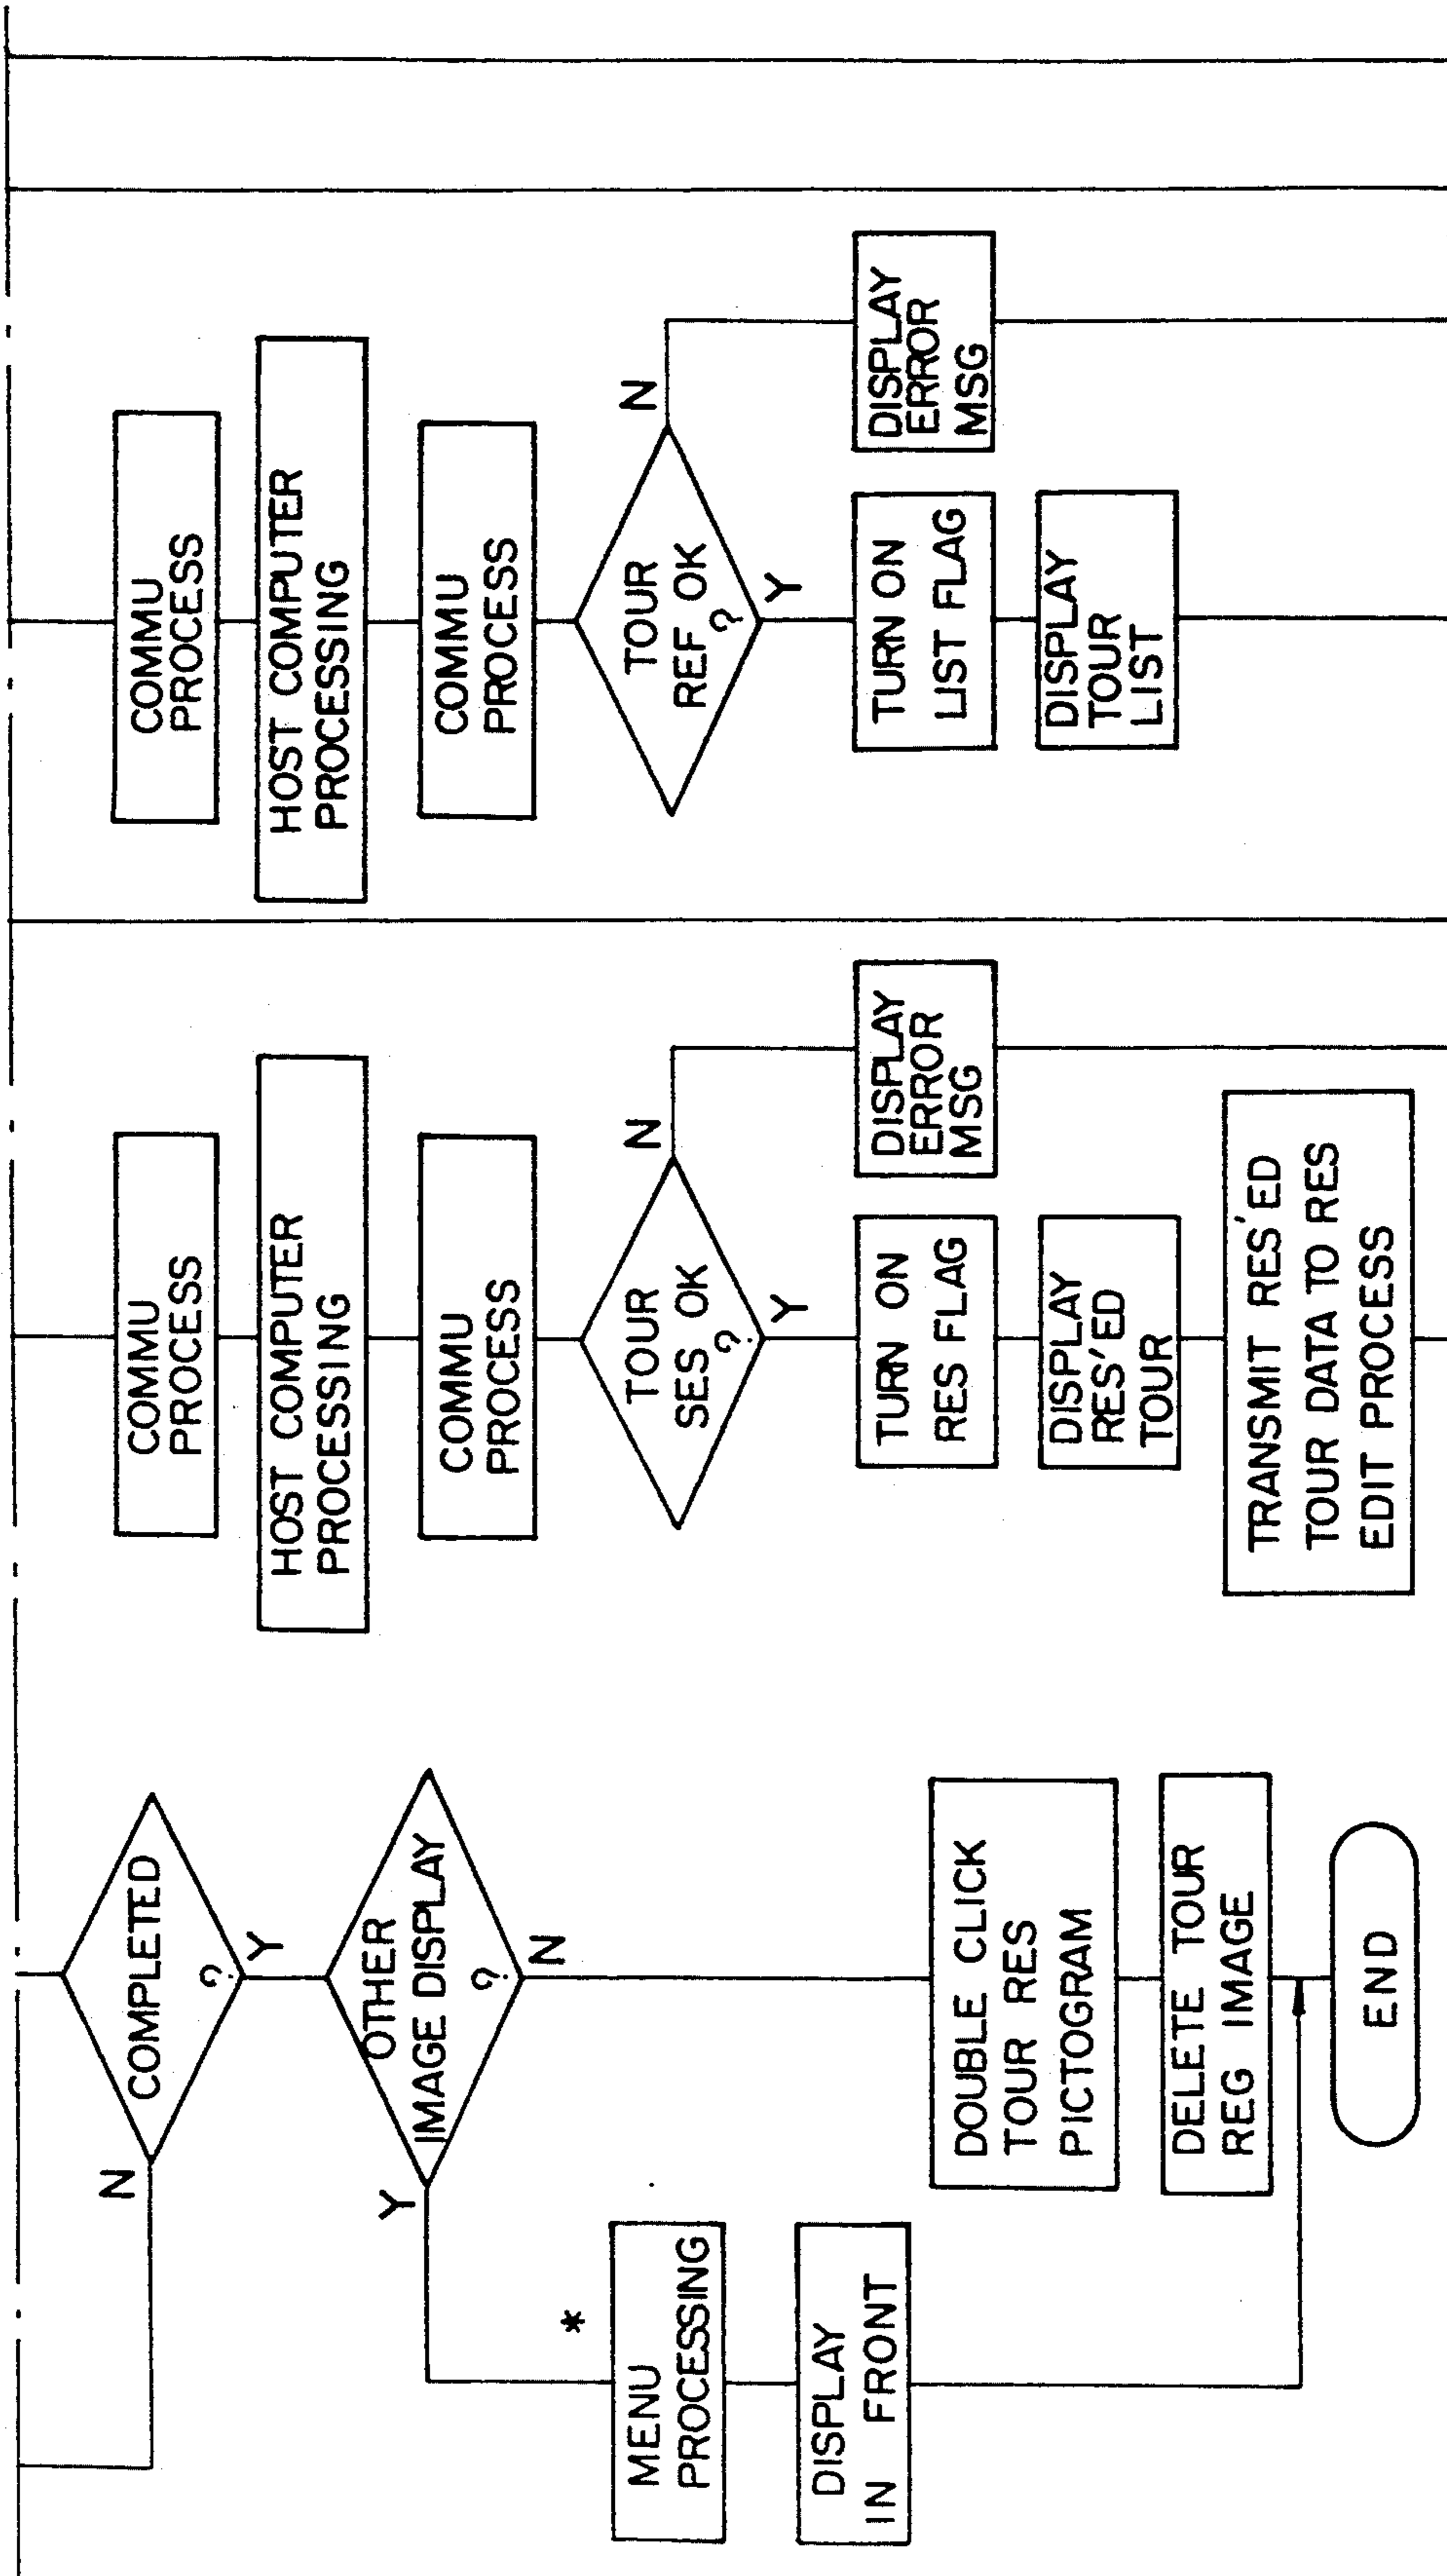 COMPLETED
?
N
Y
OTHER
IMAGE DISPLAY
?
Y
N
*
MENU
PROCESSING
DISPLAY
IN FRONT
DOUBLE CLICK
TOUR RES
PICTOGRAM
DELETE TOUR
REG IMAGE
END
COMMU
PROCESS
HOST COMPUTER
PROCESSING
COMMU
PROCESS
TOUR
SES OK
?
N
Y
TURN ON
RES FLAG
DISPLAY
ERROR
MSG
DISPLAY
RES'ED
TOUR
TRANSMIT RES'ED
TOUR DATA TO RES
EDIT PROCESS
COMMU
PROCESS
HOST COMPUTER
PROCESSING
COMMU
PROCESS
TOUR
REF OK
?
N
Y
TURN ON
LIST FLAG
DISPLAY
ERROR
MSG
DISPLAY
TOUR
LIST